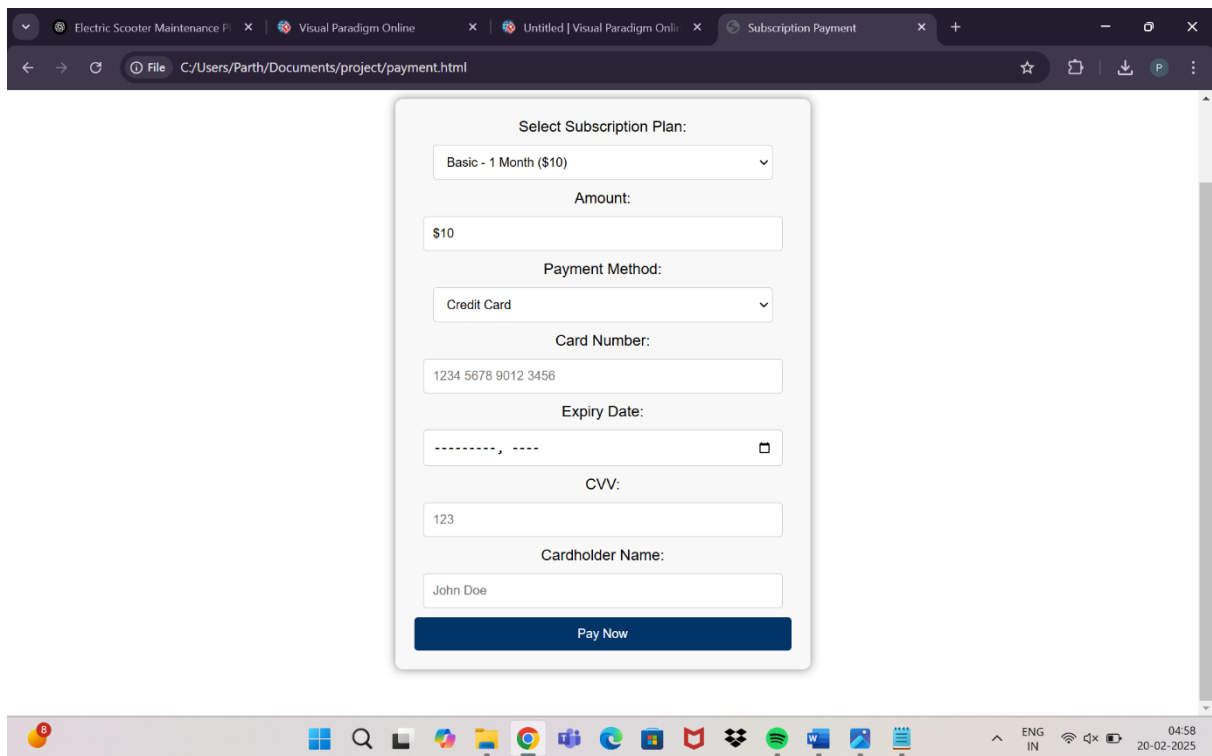 Electric Scooter Maintenance Pl
Visual Paradigm Online
Untitled | Visual Paradigm Onlin
Subscription Payment
File C:/Users/Parth/Documents/project/payment.html
P
Select Subscription Plan:
Basic - 1 Month ($10)
Amount:
$10
Payment Method:
Credit Card
Card Number:
1234 5678 9012 3456
Expiry Date:
---------, ----
CVV:
123
Cardholder Name:
John Doe
Pay Now
8
W
ENG
IN
04:58
20-02-2025